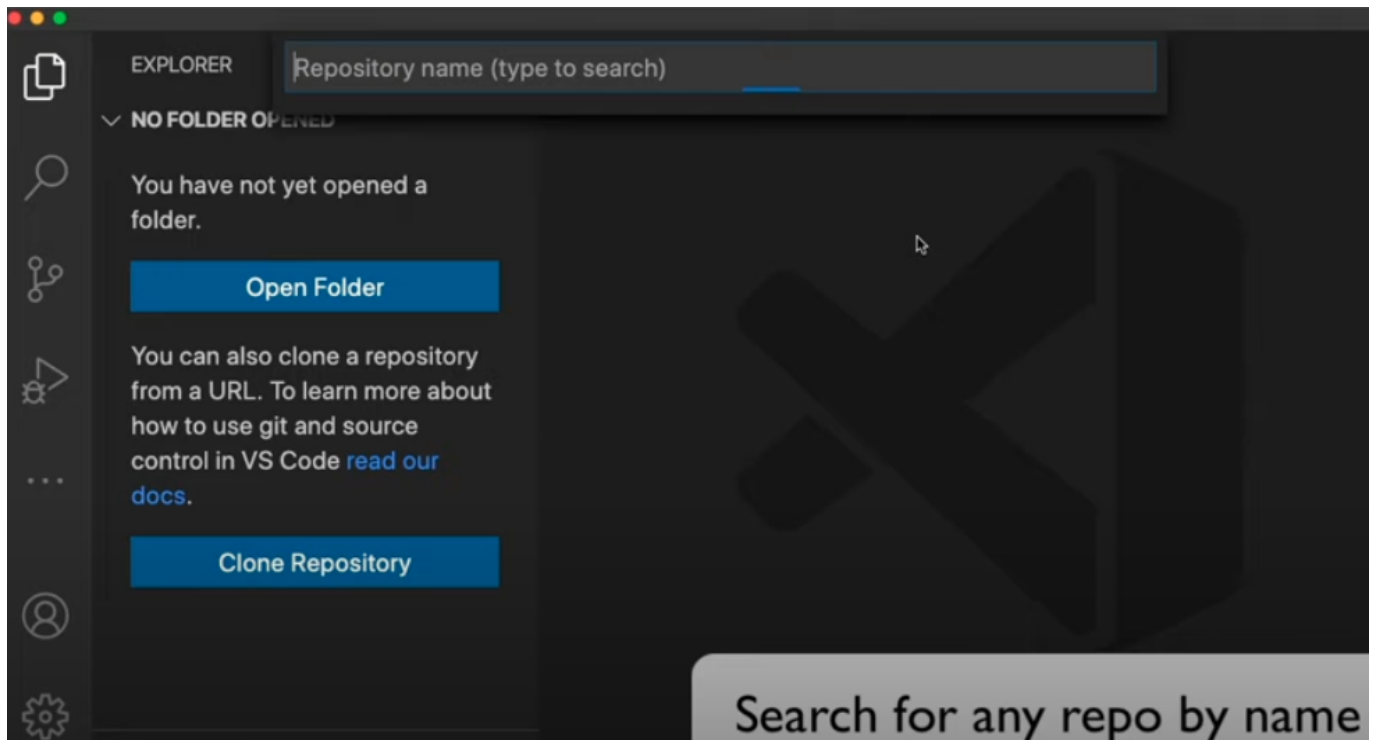 EXPLORER
Repository name (type to search)
NO FOLDER OPENED
You have not yet opened a
folder.
Open Folder
You can also clone a repository
from a URL. To learn more about
how to use git and source
control in VS Code read our
docs.
Clone Repository
Search for any repo by name